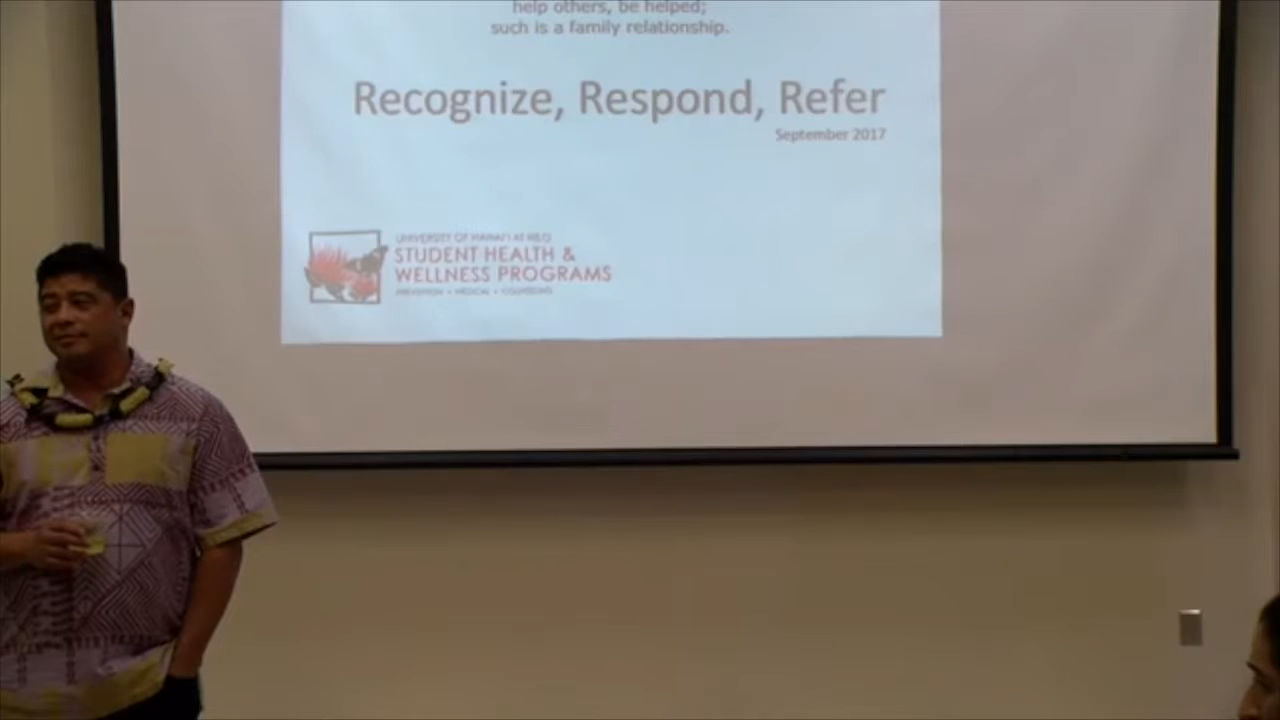 help others, be helped;
such is a family relationship.
Recognize, Respond, Refer
September 2017
UNIVERSITY OF HAWAI'I AT HILO
STUDENT HEALTH &
WELLNESS PROGRAMS
PREVENTION • MEDICAL • COUNSELING